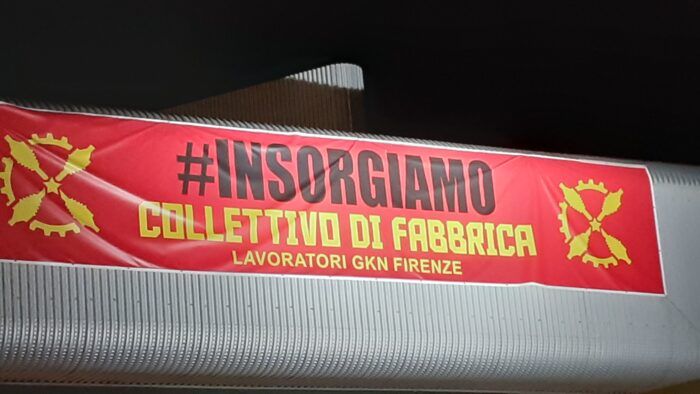 #INSORGIAMO
COLLETTIVO DI FABBRICA
LAVORATORI GKN FIRENZE